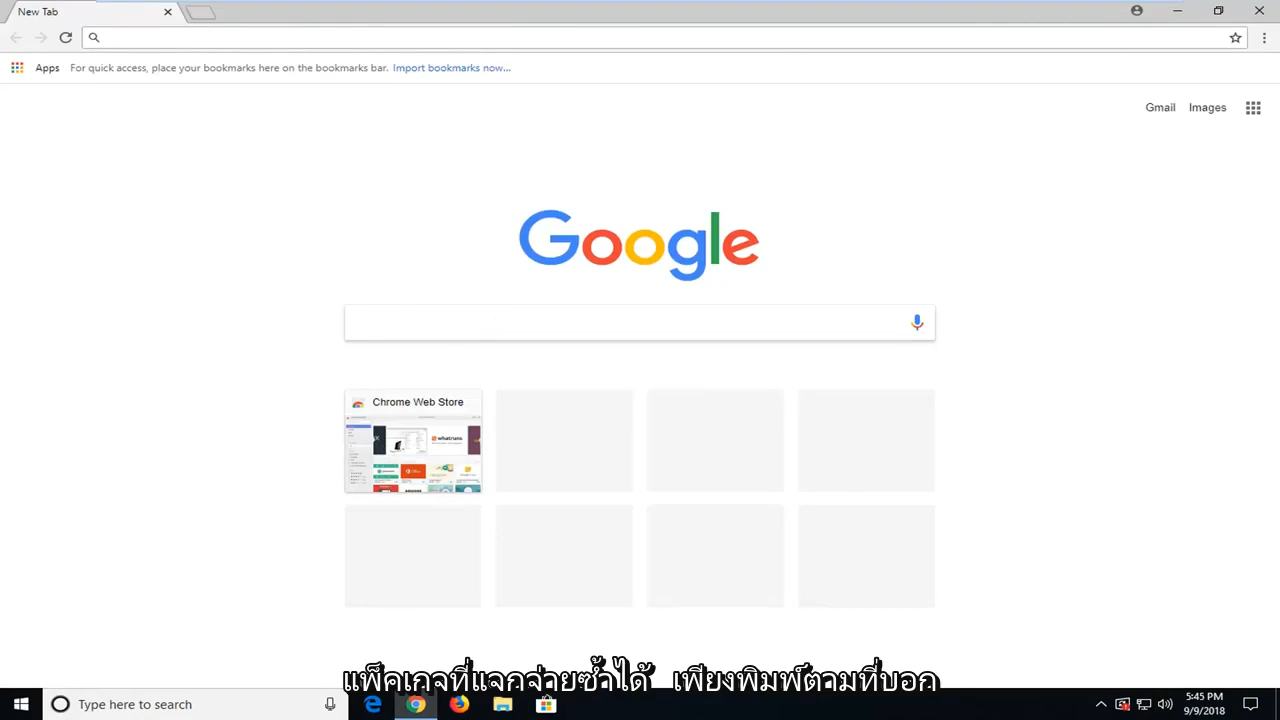 New Tab
Apps For quick access, place your bookmarks here on the bookmarks bar. Import bookmarks now...
Gmail Images
Google
Chrome Web Store
whatruns
แพ็คเกจที่แจกจ่ายซ้ำได้ เพียงพิมพ์ตามที่บอก
Type here to search
5:45 PM
9/9/2018